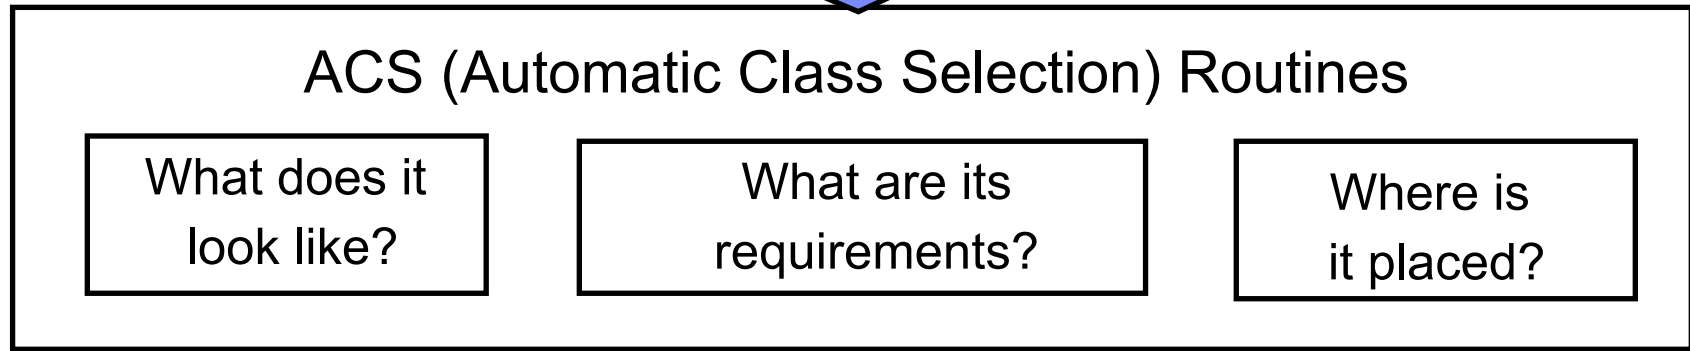 ACS (Automatic Class Selection) Routines
What does it
look like?
What are its
requirements?
Where is
it placed?